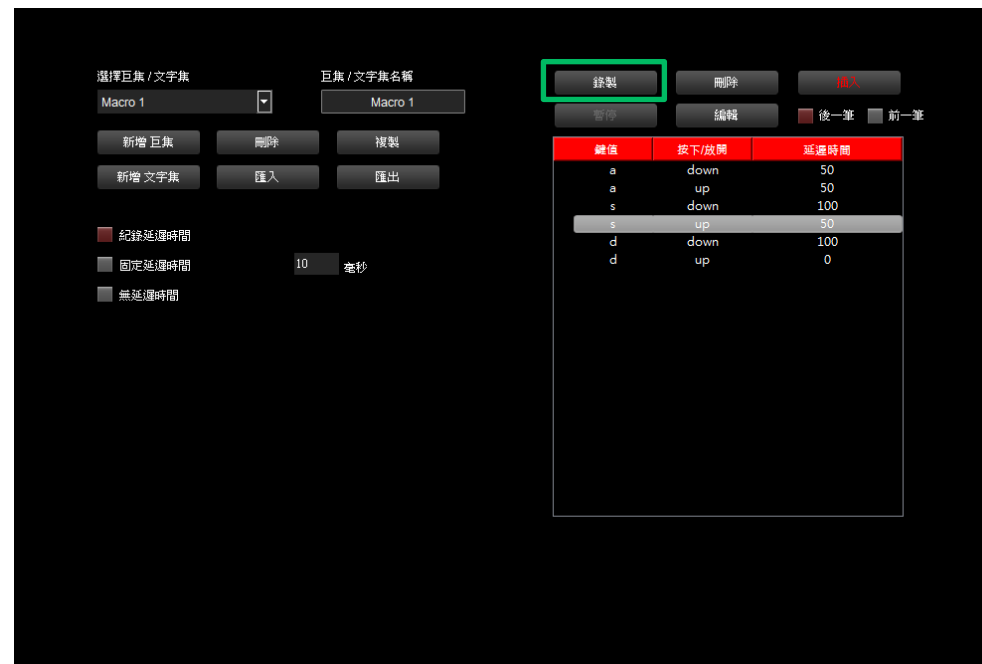 選擇巨集 / 文字集
巨集 / 文字集名稱
Macro 1
Macro 1
新增 巨集
刪除
複製
新增 文字集
匯入
匯出
紀錄延遲時間
固定延遲時間 10 毫秒
無延遲時間
錄製 刪除 插入
暫停 編輯 後一筆 前一筆
鍵值 按下/放開 延遲時間
a down 50
a up 50
s down 100
s up 50
d down 100
d up 0